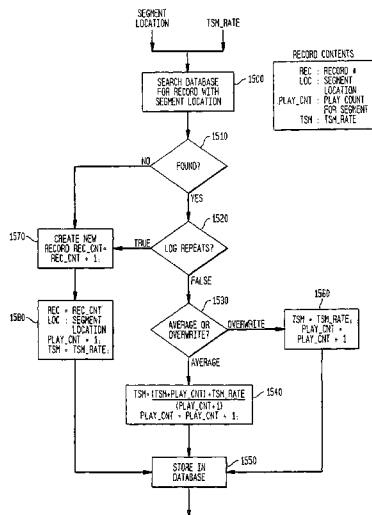 SEGMENT
LOCATION
TSM_RATE
SEARCH DATABASE
FOR RECORD WITH
SEGMENT LOCATION
1500
RECORD CONTENTS
REC : RECORD #
LOC : SEGMENT
LOCATION
PLAY_CNT : PLAY COUNT
FOR SEGMENT
TSM : TSM_RATE
FOUND?
1510
NO
YES
LOG REPEATS?
1520
TRUE
FALSE
1570
CREATE NEW
RECORD REC_CNT=
REC_CNT + 1;
1580
REC = REC_CNT
LOC : SEGMENT
LOCATION
PLAY_CNT = 1;
TSM = TSM_RATE;
AVERAGE OR
OVERWRITE?
1530
OVERWRITE
AVERAGE
1560
TSM = TSM_RATE;
PLAY_CNT =
PLAY_CNT + 1
TSM=(TSM*PLAY_CNT)+TSM_RATE
(PLAY_CNT+1)
PLAY_CNT = PLAY_CNT + 1;
1540
STORE IN
DATABASE
1550